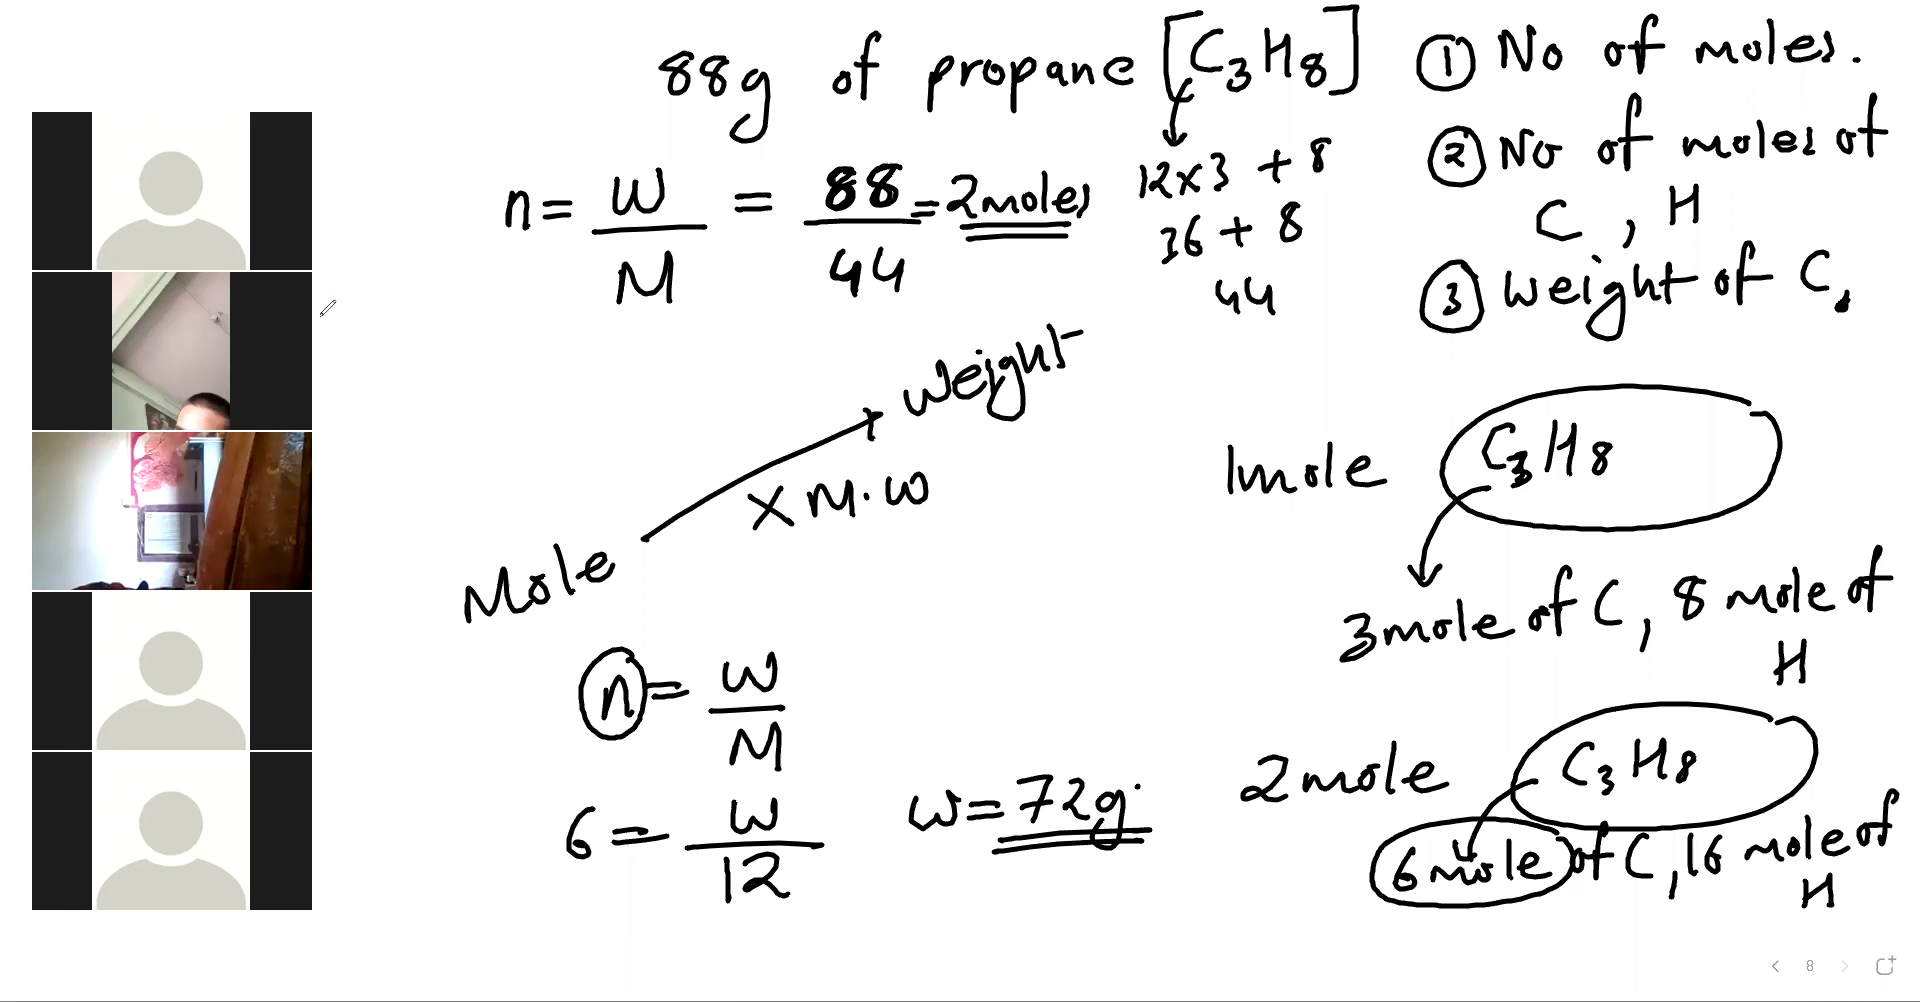 88g of propane [C3H8]
n = W/M = 88/44 = 2moles
12x3 + 8
36 + 8
44
① No of moles.
② No of moles of
C , H
③ Weight of C.
Mole
Weight
X M.W
n = W/M
6 = W/12
W = 72g.
1mole C3H8
3mole of C, 8 mole of
H
2mole C3H8
6mole of C, 16 mole of
H
8